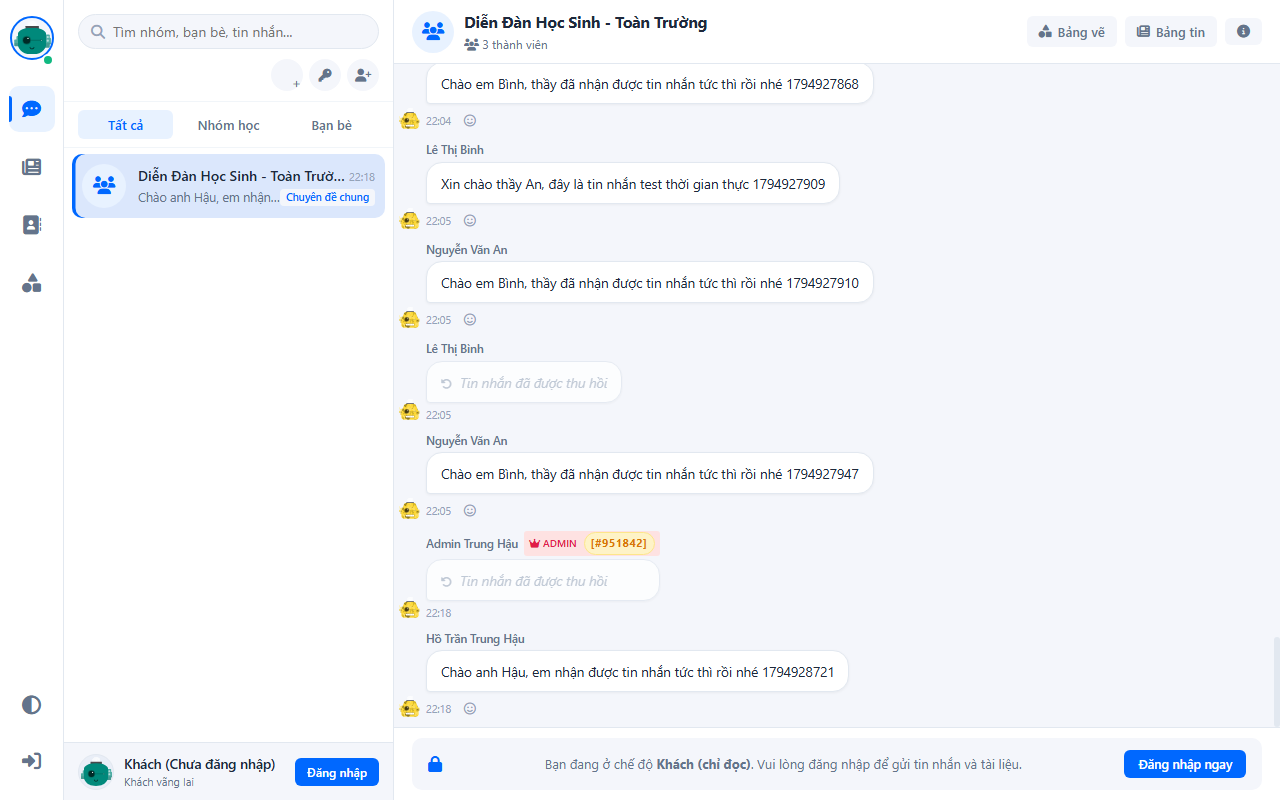 Tìm nhóm, bạn bè, tin nhắn...
Tất cả
Nhóm học
Bạn bè
Diễn Đàn Học Sinh - Toàn Trườ... 22:18
Chào anh Hậu, em nhận... Chuyên đề chung
Khách (Chưa đăng nhập)
Khách vãng lai
Đăng nhập
Diễn Đàn Học Sinh - Toàn Trường
3 thành viên
Bảng vẽ
Bảng tin
Chào em Bình, thầy đã nhận được tin nhắn tức thì rồi nhé 1794927868
22:04
Lê Thị Bình
Xin chào thầy An, đây là tin nhắn test thời gian thực 1794927909
22:05
Nguyễn Văn An
Chào em Bình, thầy đã nhận được tin nhắn tức thì rồi nhé 1794927910
22:05
Lê Thị Bình
Tin nhắn đã được thu hồi
22:05
Nguyễn Văn An
Chào em Bình, thầy đã nhận được tin nhắn tức thì rồi nhé 1794927947
22:05
Admin Trung Hậu ADMIN [#951842]
Tin nhắn đã được thu hồi
22:18
Hồ Trần Trung Hậu
Chào anh Hậu, em nhận được tin nhắn tức thì rồi nhé 1794928721
22:18
Bạn đang ở chế độ Khách (chỉ đọc). Vui lòng đăng nhập để gửi tin nhắn và tài liệu.
Đăng nhập ngay